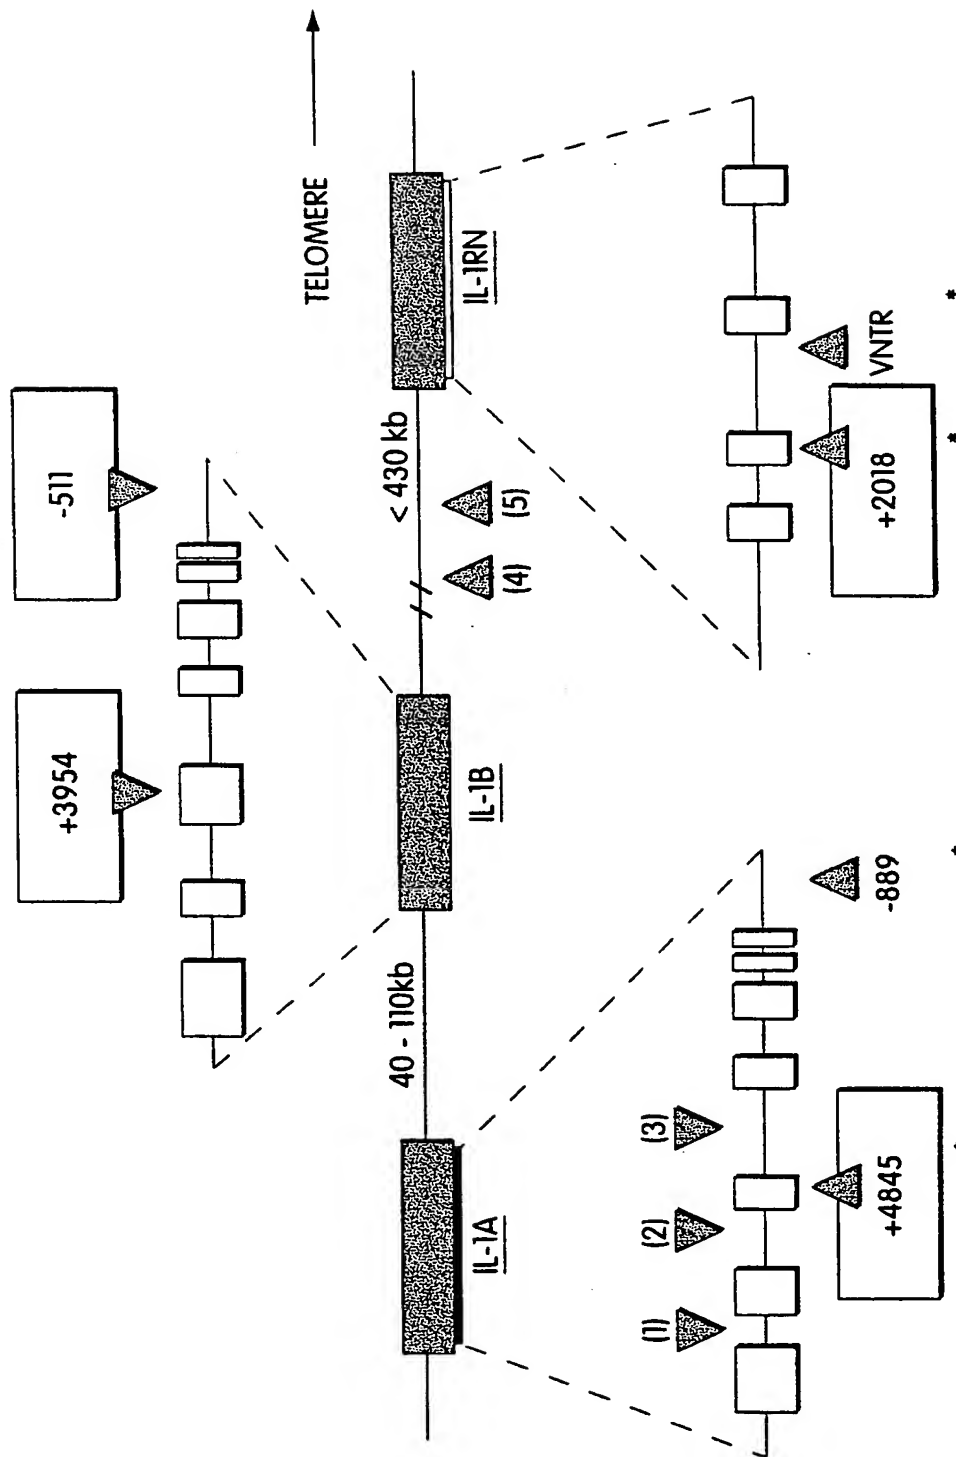 +3954
-511
TELOMERE
40 - 110kb
< 430 kb
IL-1A
IL-1B
(4)
(5)
IL-1RN
(1)
(2)
(3)
+4845
-889
+2018
VNTR
* * * *